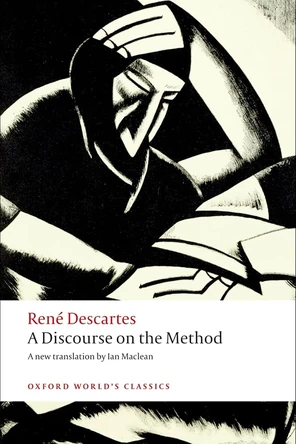 René Descartes
A Discourse on the Method
A new translation by Ian Maclean
OXFORD WORLD'S CLASSICS